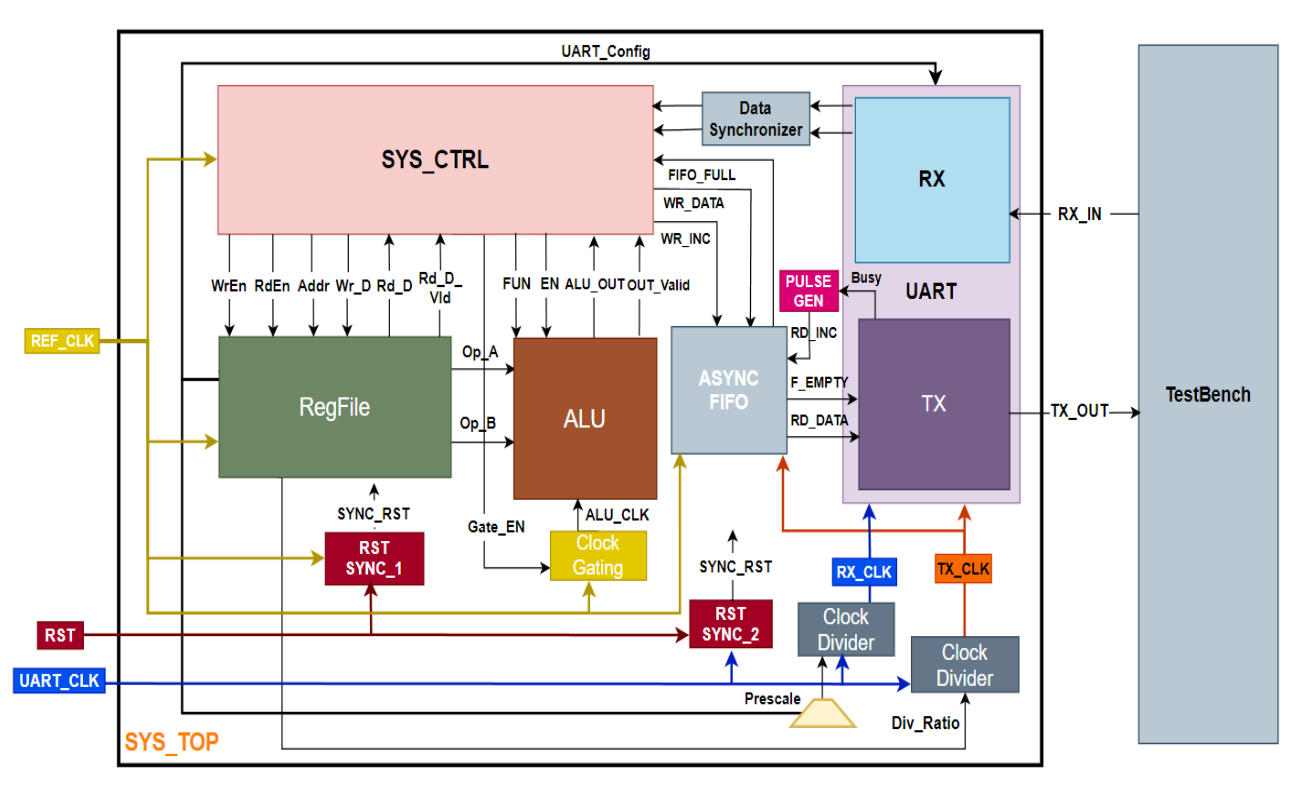 UART_Config
Data
Synchronizer
SYS_CTRL
RX
FIFO_FULL
WR_DATA
WR_INC
RX_IN
WrEn
RdEn
Addr
Wr_D
Rd_D
Rd_D_
Vld
FUN
EN
ALU_OUT
OUT_Valid
PULSE
GEN
Busy
UART
REF_CLK
RD_INC
Op_A
ASYNC
FIFO
F_EMPTY
TX
TestBench
RegFile
ALU
Op_B
RD_DATA
TX_OUT
SYNC_RST
ALU_CLK
Gate_EN
RST
SYNC_1
Clock
Gating
SYNC_RST
RX_CLK
TX_CLK
RST
RST
SYNC_2
Clock
Divider
Clock
Divider
UART_CLK
Prescale
Div_Ratio
SYS_TOP